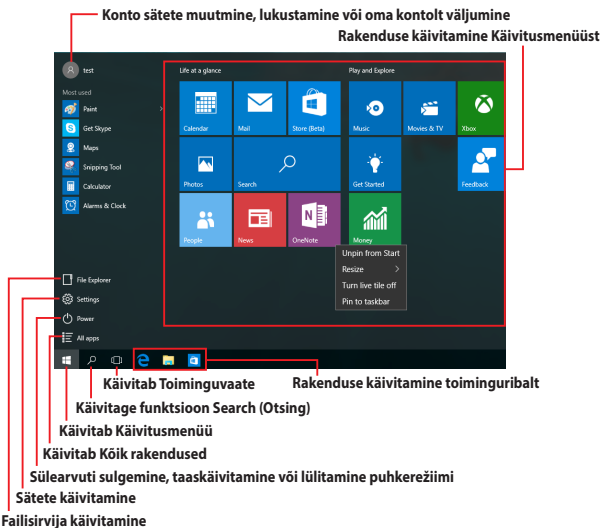 Konto sätete muutmine, lukustamine või oma kontolt väljumine
Rakenduse käivitamine Käivitusmenüüst
test
Most used
Paint
Get Skype
Maps
Snipping Tool
Calculator
Alarms & Clock
File Explorer
Settings
Power
All apps
Life at a glance
Play and Explore
Calendar
Mail
Store (Beta)
Music
Movies & TV
Xbox
Photos
Search
Get Started
Feedback
People
News
OneNote
Money
Unpin from Start
Resize
Turn live tile off
Pin to taskbar
Käivitab Toiminguvaate
Rakenduse käivitamine toiminguribalt
Käivitage funktsioon Search (Otsing)
Käivitab Käivitusmenüü
Käivitab Kõik rakendused
Sülearvuti sulgemine, taaskäivitamine või lülitamine puhkerežiimi
Sätete käivitamine
Failisirvija käivitamine